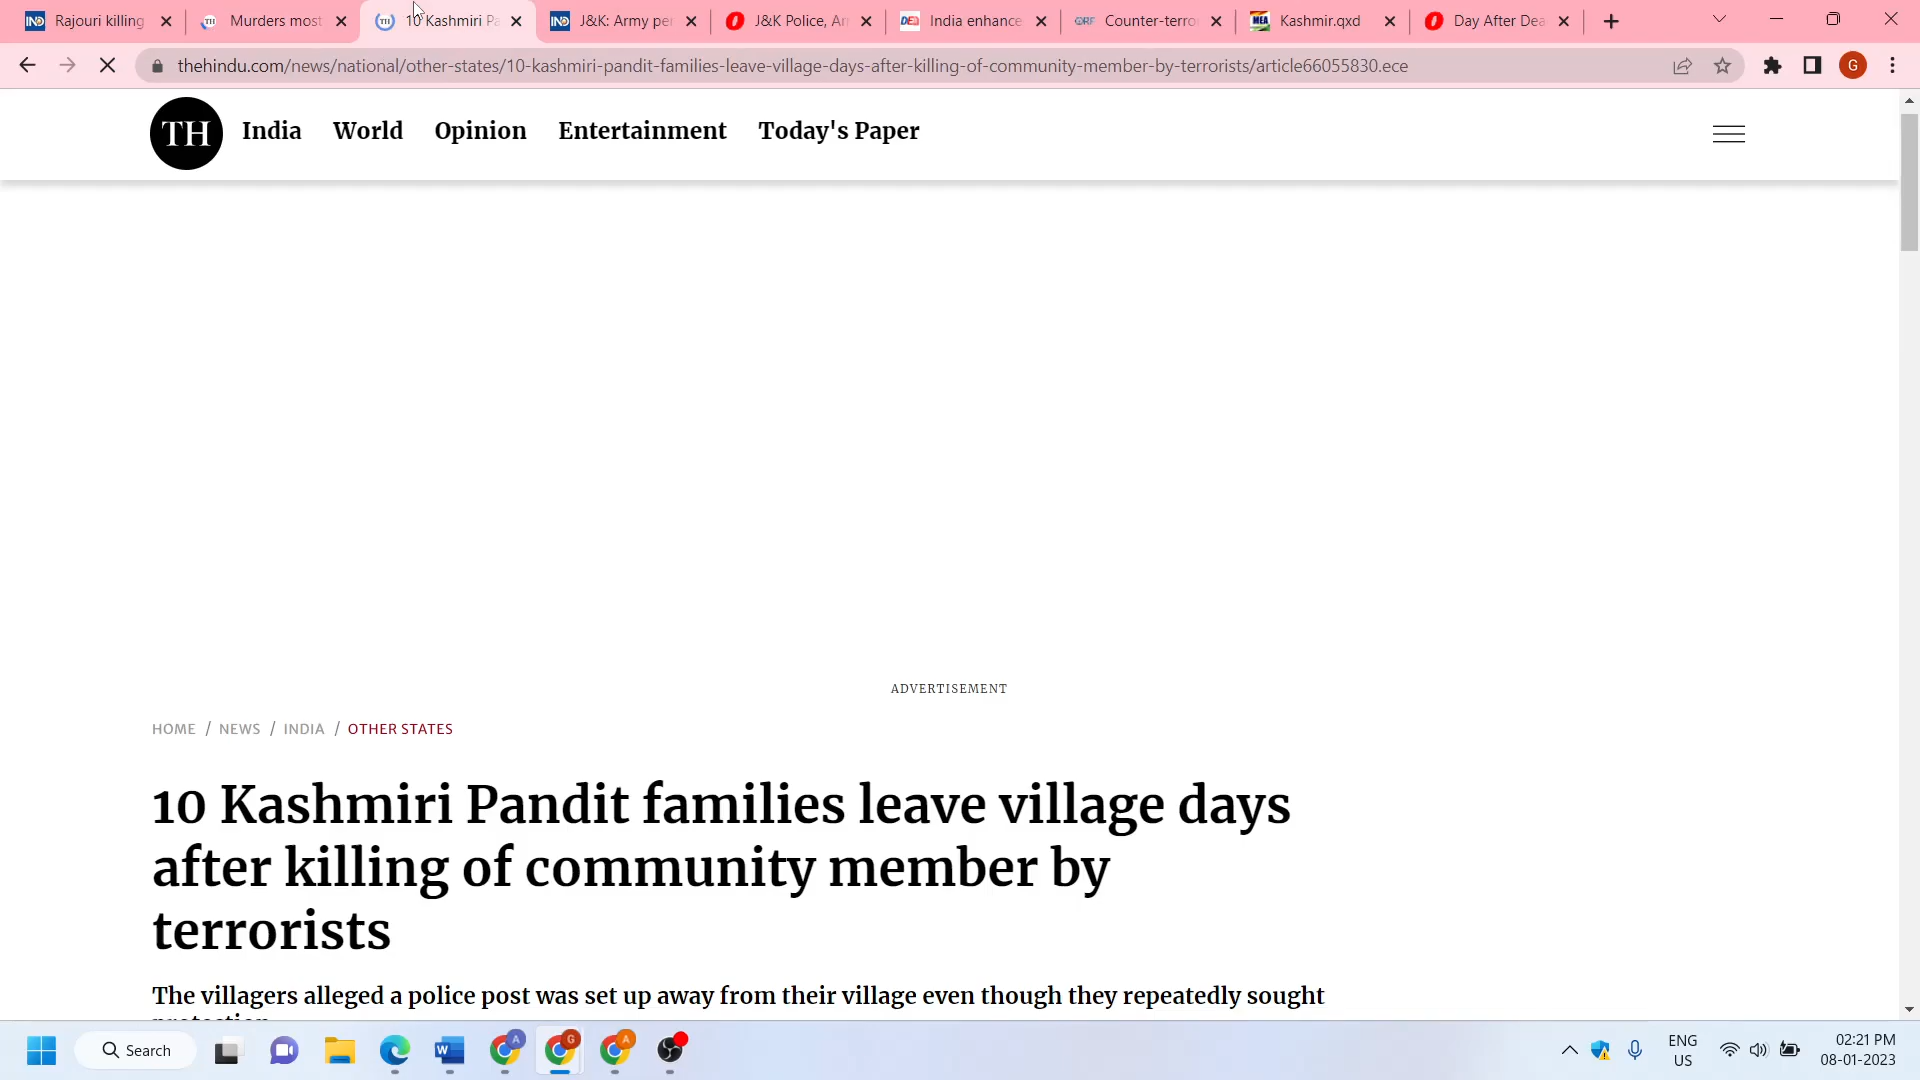 Rajouri killing
Murders most
10 Kashmiri Pa
J&K: Army per
J&K Police, Ar
India enhance
Counter-terro
Kashmir.qxd
Day After Dea
thehindu.com/news/national/other-states/10-kashmiri-pandit-families-leave-village-days-after-killing-of-community-member-by-terrorists/article66055830.ece
G
TH India World Opinion Entertainment Today's Paper
ADVERTISEMENT
HOME / NEWS / INDIA / OTHER STATES
10 Kashmiri Pandit families leave village days
after killing of community member by
terrorists
The villagers alleged a police post was set up away from their village even though they repeatedly sought
Search
ENG
US
02:21 PM
08-01-2023